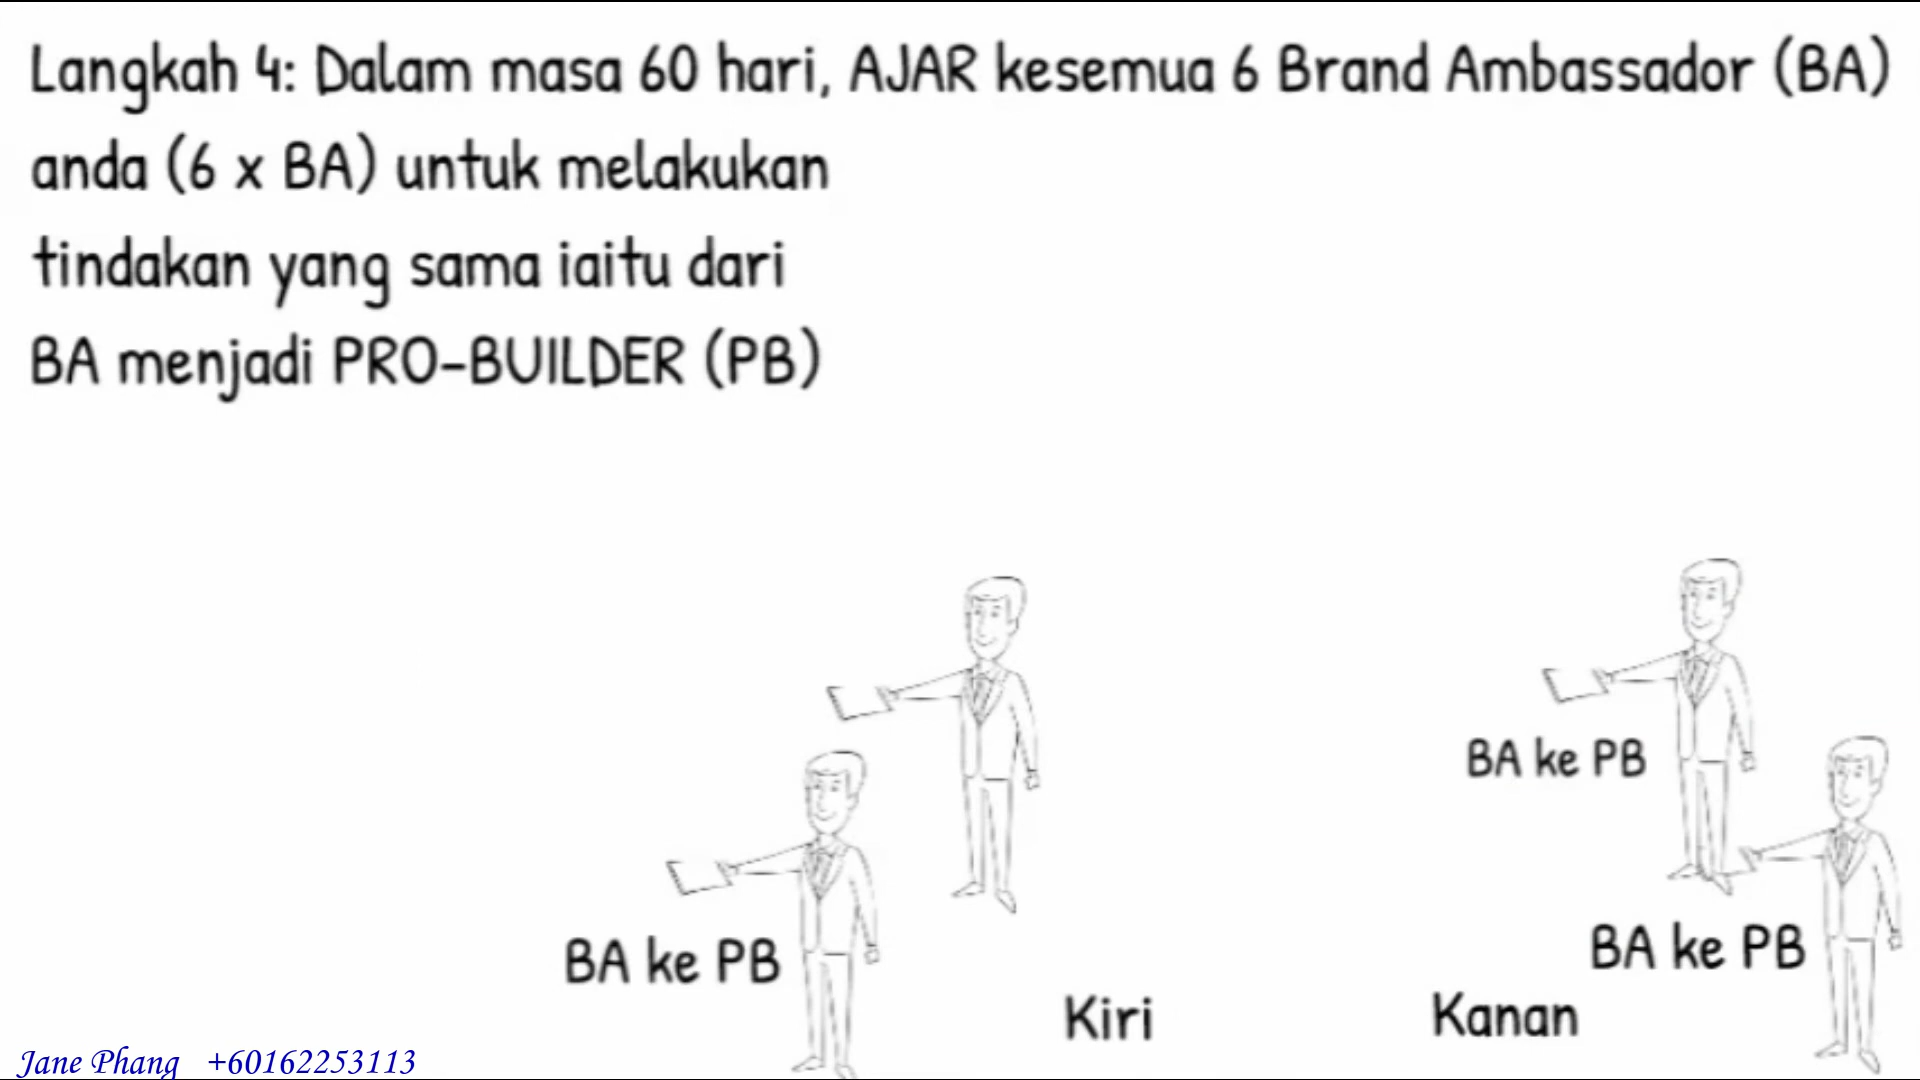 Langkah 4: Dalam masa 60 hari, AJAR kesemua 6 Brand Ambassador (BA)
anda (6 x BA) untuk melakukan
tindakan yang sama iaitu dari
BA menjadi PRO-BUILDER (PB)
BA ke PB
BA ke PB
BA ke PB
Kiri
Kanan
Jane Phang +60162253113